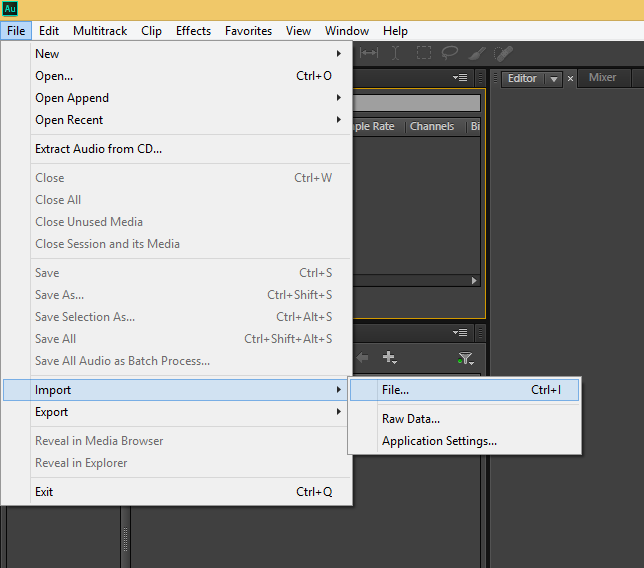 Au
File Edit Multitrack Clip Effects Favorites View Window Help
New
Open... Ctrl+O
Open Append
Open Recent
Extract Audio from CD...
Close Ctrl+W
Close All
Close Unused Media
Close Session and its Media
Save Ctrl+S
Save As... Ctrl+Shift+S
Save Selection As... Ctrl+Alt+S
Save All Ctrl+Shift+Alt+S
Save All Audio as Batch Process...
Import
Export
Reveal in Media Browser
Reveal in Explorer
Exit Ctrl+Q
File... Ctrl+I
Raw Data...
Application Settings...
ple Rate Channels Bi
Editor Mixer